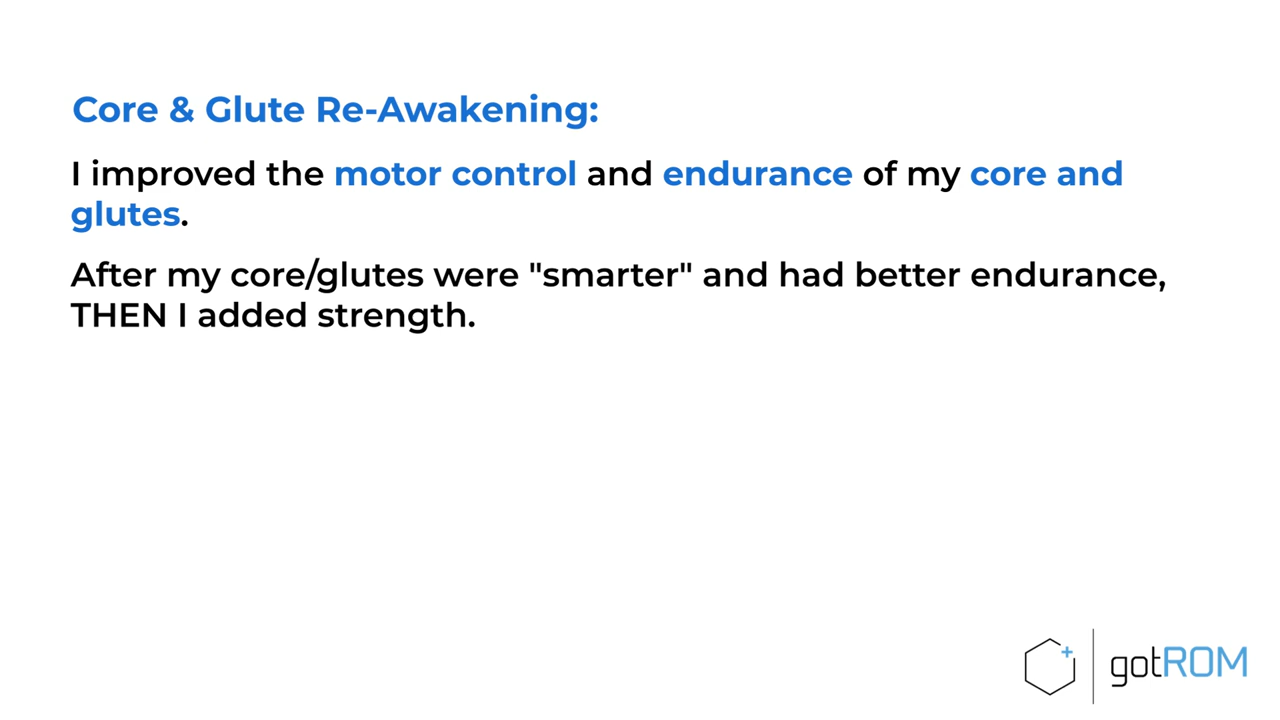 Core & Glute Re-Awakening:
I improved the motor control and endurance of my core and
glutes.
After my core/glutes were "smarter" and had better endurance,
THEN I added strength.
gotROM